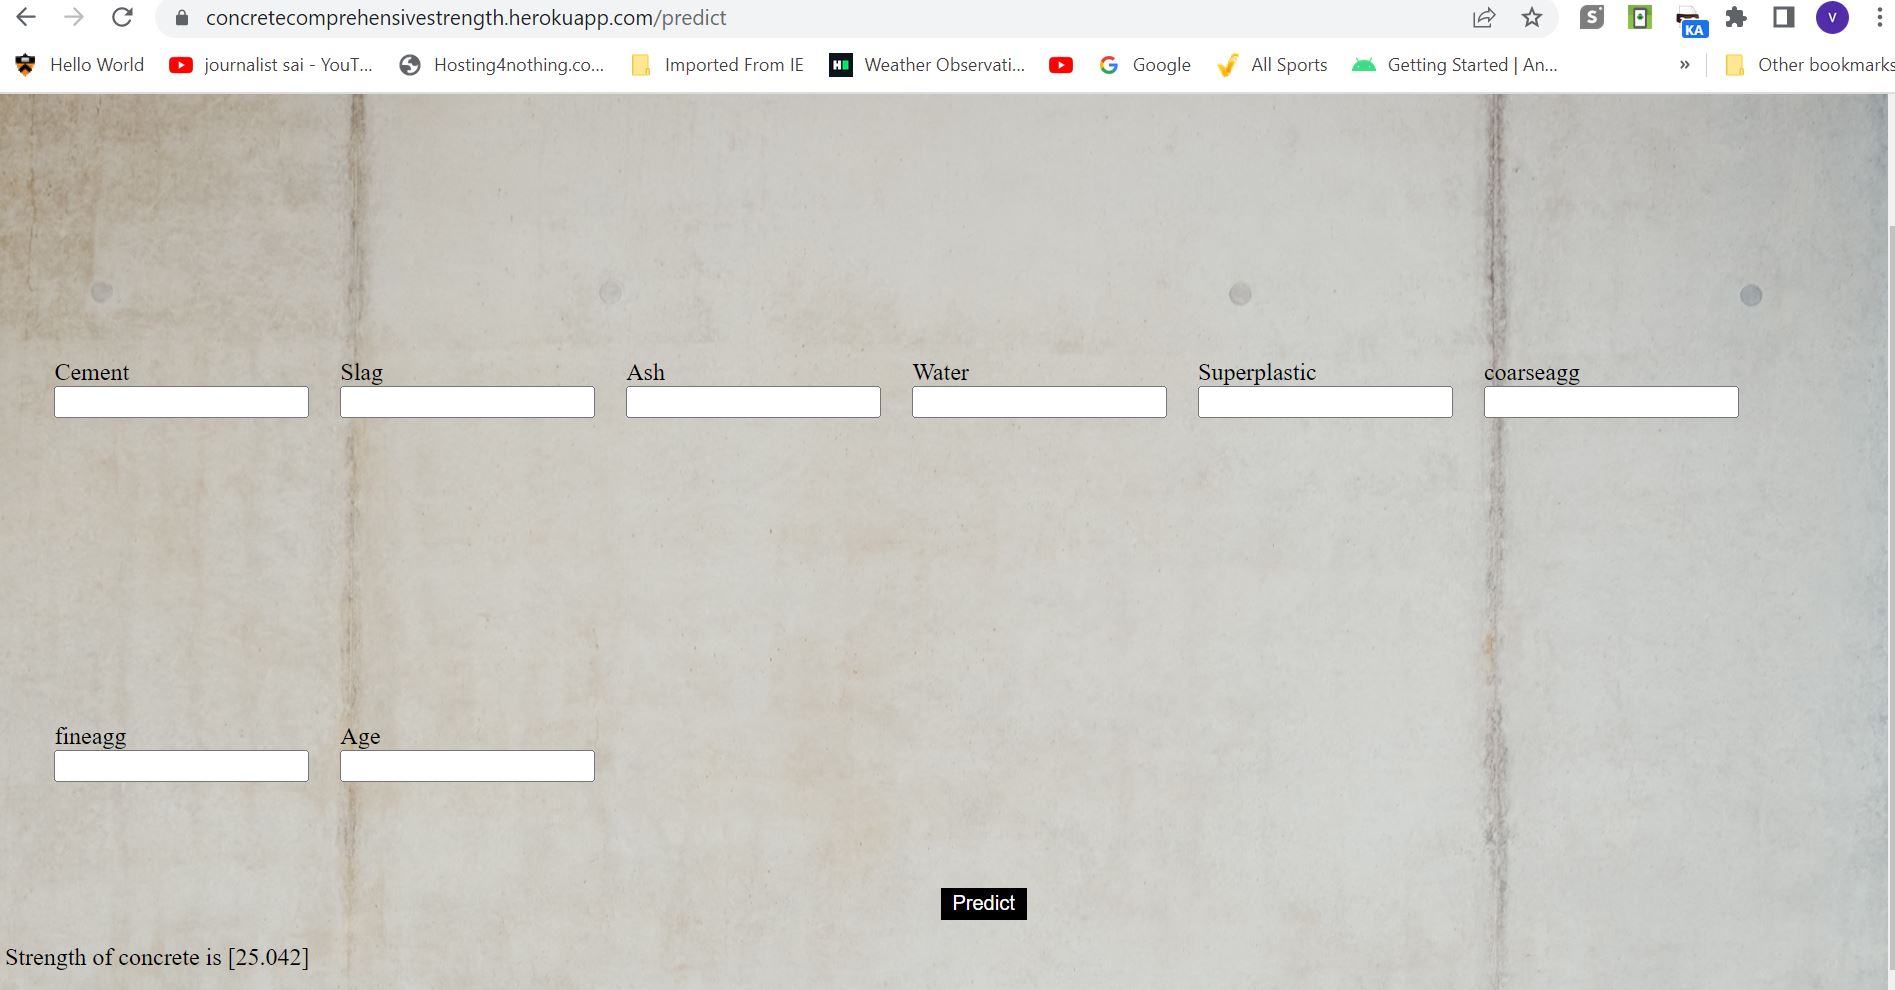 concretecomprehensivestrength.herokuapp.com/predict
S
KA
V
Hello World journalist sai - YouT... Hosting4nothing.co... Imported From IE Weather Observati... Google All Sports Getting Started | An... » Other bookmarks
Cement Slag Ash Water Superplastic coarseagg
fineagg Age
Predict
Strength of concrete is [25.042]